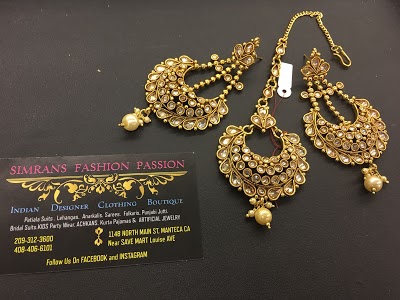 SIMRANS FASHION PASSION
INDIAN DESIGNER CLOTHING BOUTIQUE
Patiala Suits , Lehangas, Anarkalis, Sarees, Fulkaris, Panjabi Jutti,
Bridal Suits, KIDS Party Wear, ACHKANS, Kurta Pajamas & ARTIFICIAL JEWELRY
209-312-3600
408-406-6101
1148 NORTH MAIN ST, MANTECA CA
Near SAVE MART Louise AVE
Follow Us On FACEBOOK and INSTAGRAM